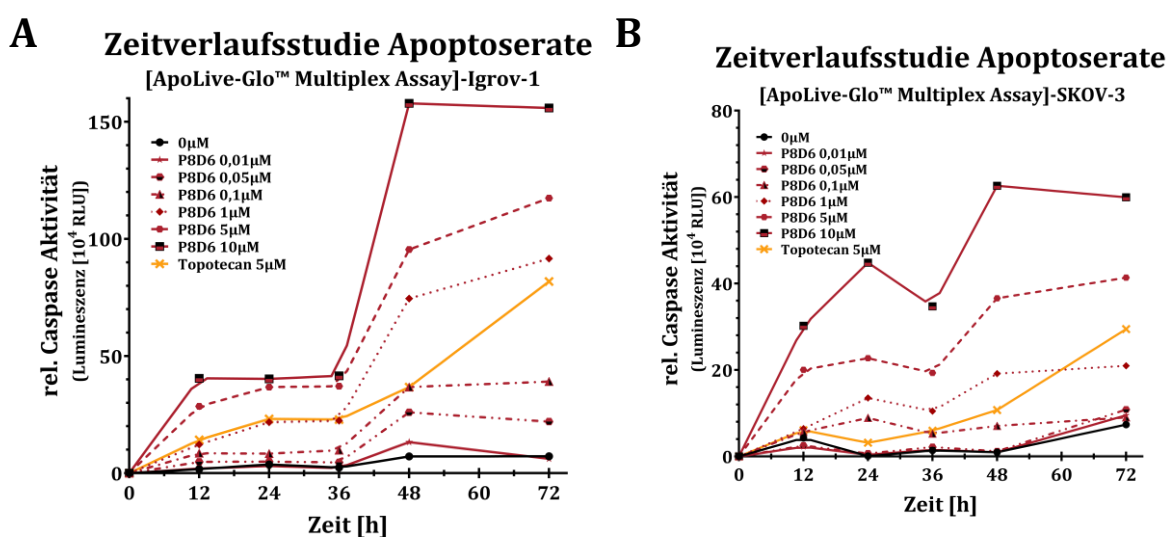 A
Zeitverlaufsstudie Apoptoserate
[ApoLive-Glo™ Multiplex Assay]-Igrov-1
rel. Caspase Aktivität
(Lumineszenz [10⁴ RLU])
150
100
50
0
0µM
P8D6 0,01µM
P8D6 0,05µM
P8D6 0,1µM
P8D6 1µM
P8D6 5µM
P8D6 10µM
Topotecan 5µM
0 12 24 36 48 60 72
Zeit [h]
B
Zeitverlaufsstudie Apoptoserate
[ApoLive-Glo™ Multiplex Assay]-SKOV-3
rel. Caspase Aktivität
(Lumineszenz [10⁴ RLU])
80
60
40
20
0
0µM
P8D6 0,01µM
P8D6 0,05µM
P8D6 0,1µM
P8D6 1µM
P8D6 5µM
P8D6 10µM
Topotecan 5µM
0 12 24 36 48 60 72
Zeit [h]